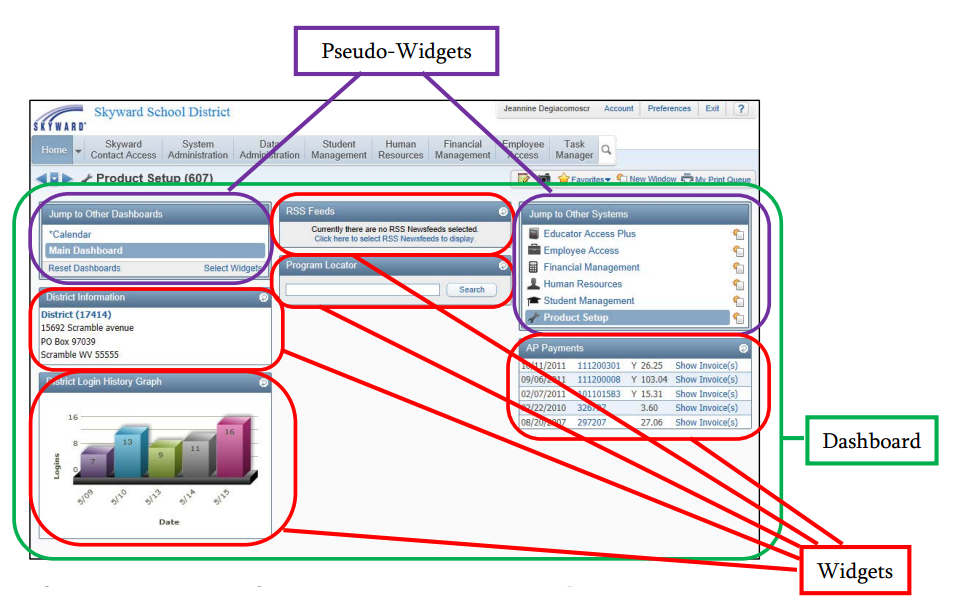 Pseudo-Widgets
SKYWARD
Skyward School District
Jeannine Degiacomoscr Account Preferences Exit ?
Home
Skyward Contact Access
System Administration
Data Administration
Student Management
Human Resources
Financial Management
Employee Access
Task Manager
Product Setup (607)
Favorites New Window My Print Queue
Jump to Other Dashboards
*Calendar
Main Dashboard
Reset Dashboards Select Widgets
District Information
District (17414)
15692 Scramble avenue
PO Box 97039
Scramble WV 55555
District Login History Graph
16
8
0
Logins
7
13
9
11
16
5/09
5/10
5/13
5/14
5/15
Date
RSS Feeds
Currently there are no RSS Newsfeeds selected.
Click here to select RSS Newsfeeds to display.
Program Locator
Search
Jump to Other Systems
Educator Access Plus
Employee Access
Financial Management
Human Resources
Student Management
Product Setup
AP Payments
10/11/2011 111200301 Y 26.25 Show Invoice(s)
09/06/2011 111200008 Y 103.04 Show Invoice(s)
02/07/2011 101101583 Y 15.31 Show Invoice(s)
02/22/2010 3.60 Show Invoice(s)
08/20/2007 297207 27.06 Show Invoice(s)
Dashboard
Widgets